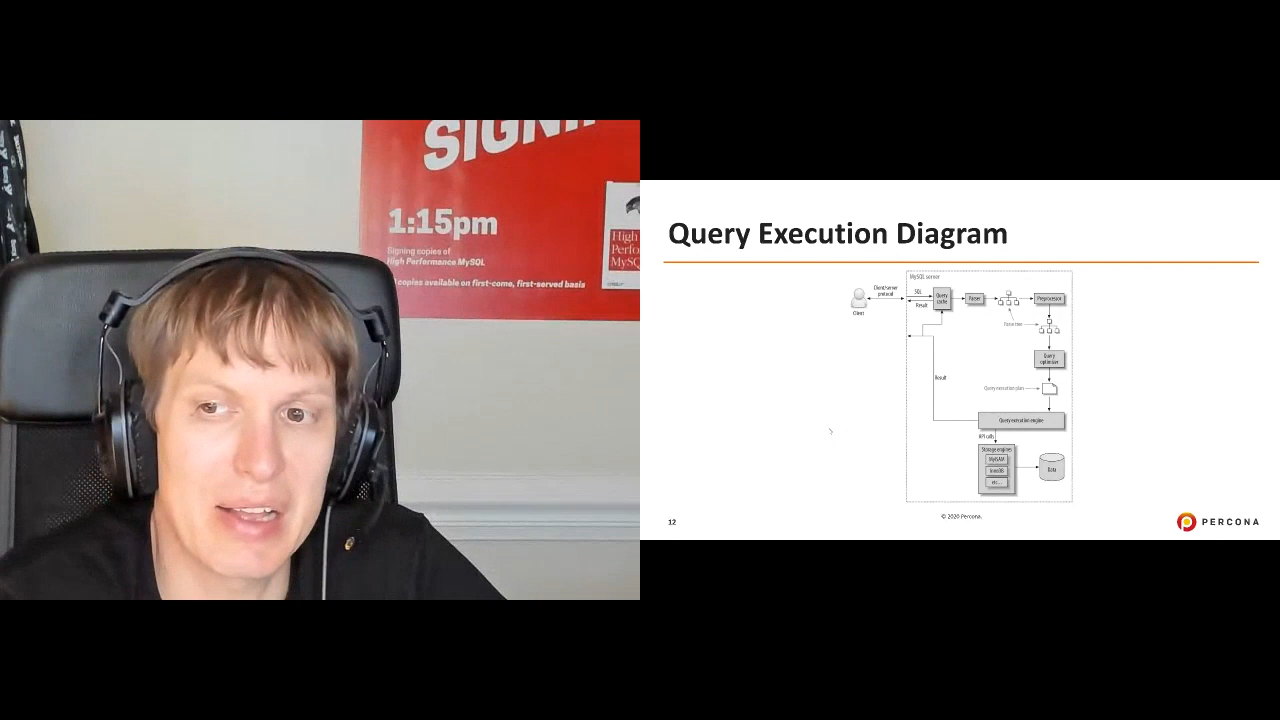 SIGNI
1:15pm
Signing copies of
High Performance MySQL
copies available on first-come, first-served basis
High
Perfo
MySQ
Query Execution Diagram
MySQL server
Client/server
protocol
SQL
Result
Client
Query
cache
Parser
Preprocessor
Parse tree
Query
optimizer
Result
Query execution plan
Query execution engine
API calls
Storage engines
MyISAM
InnoDB
etc...
Data
© 2020 Percona.
12
PERCONA